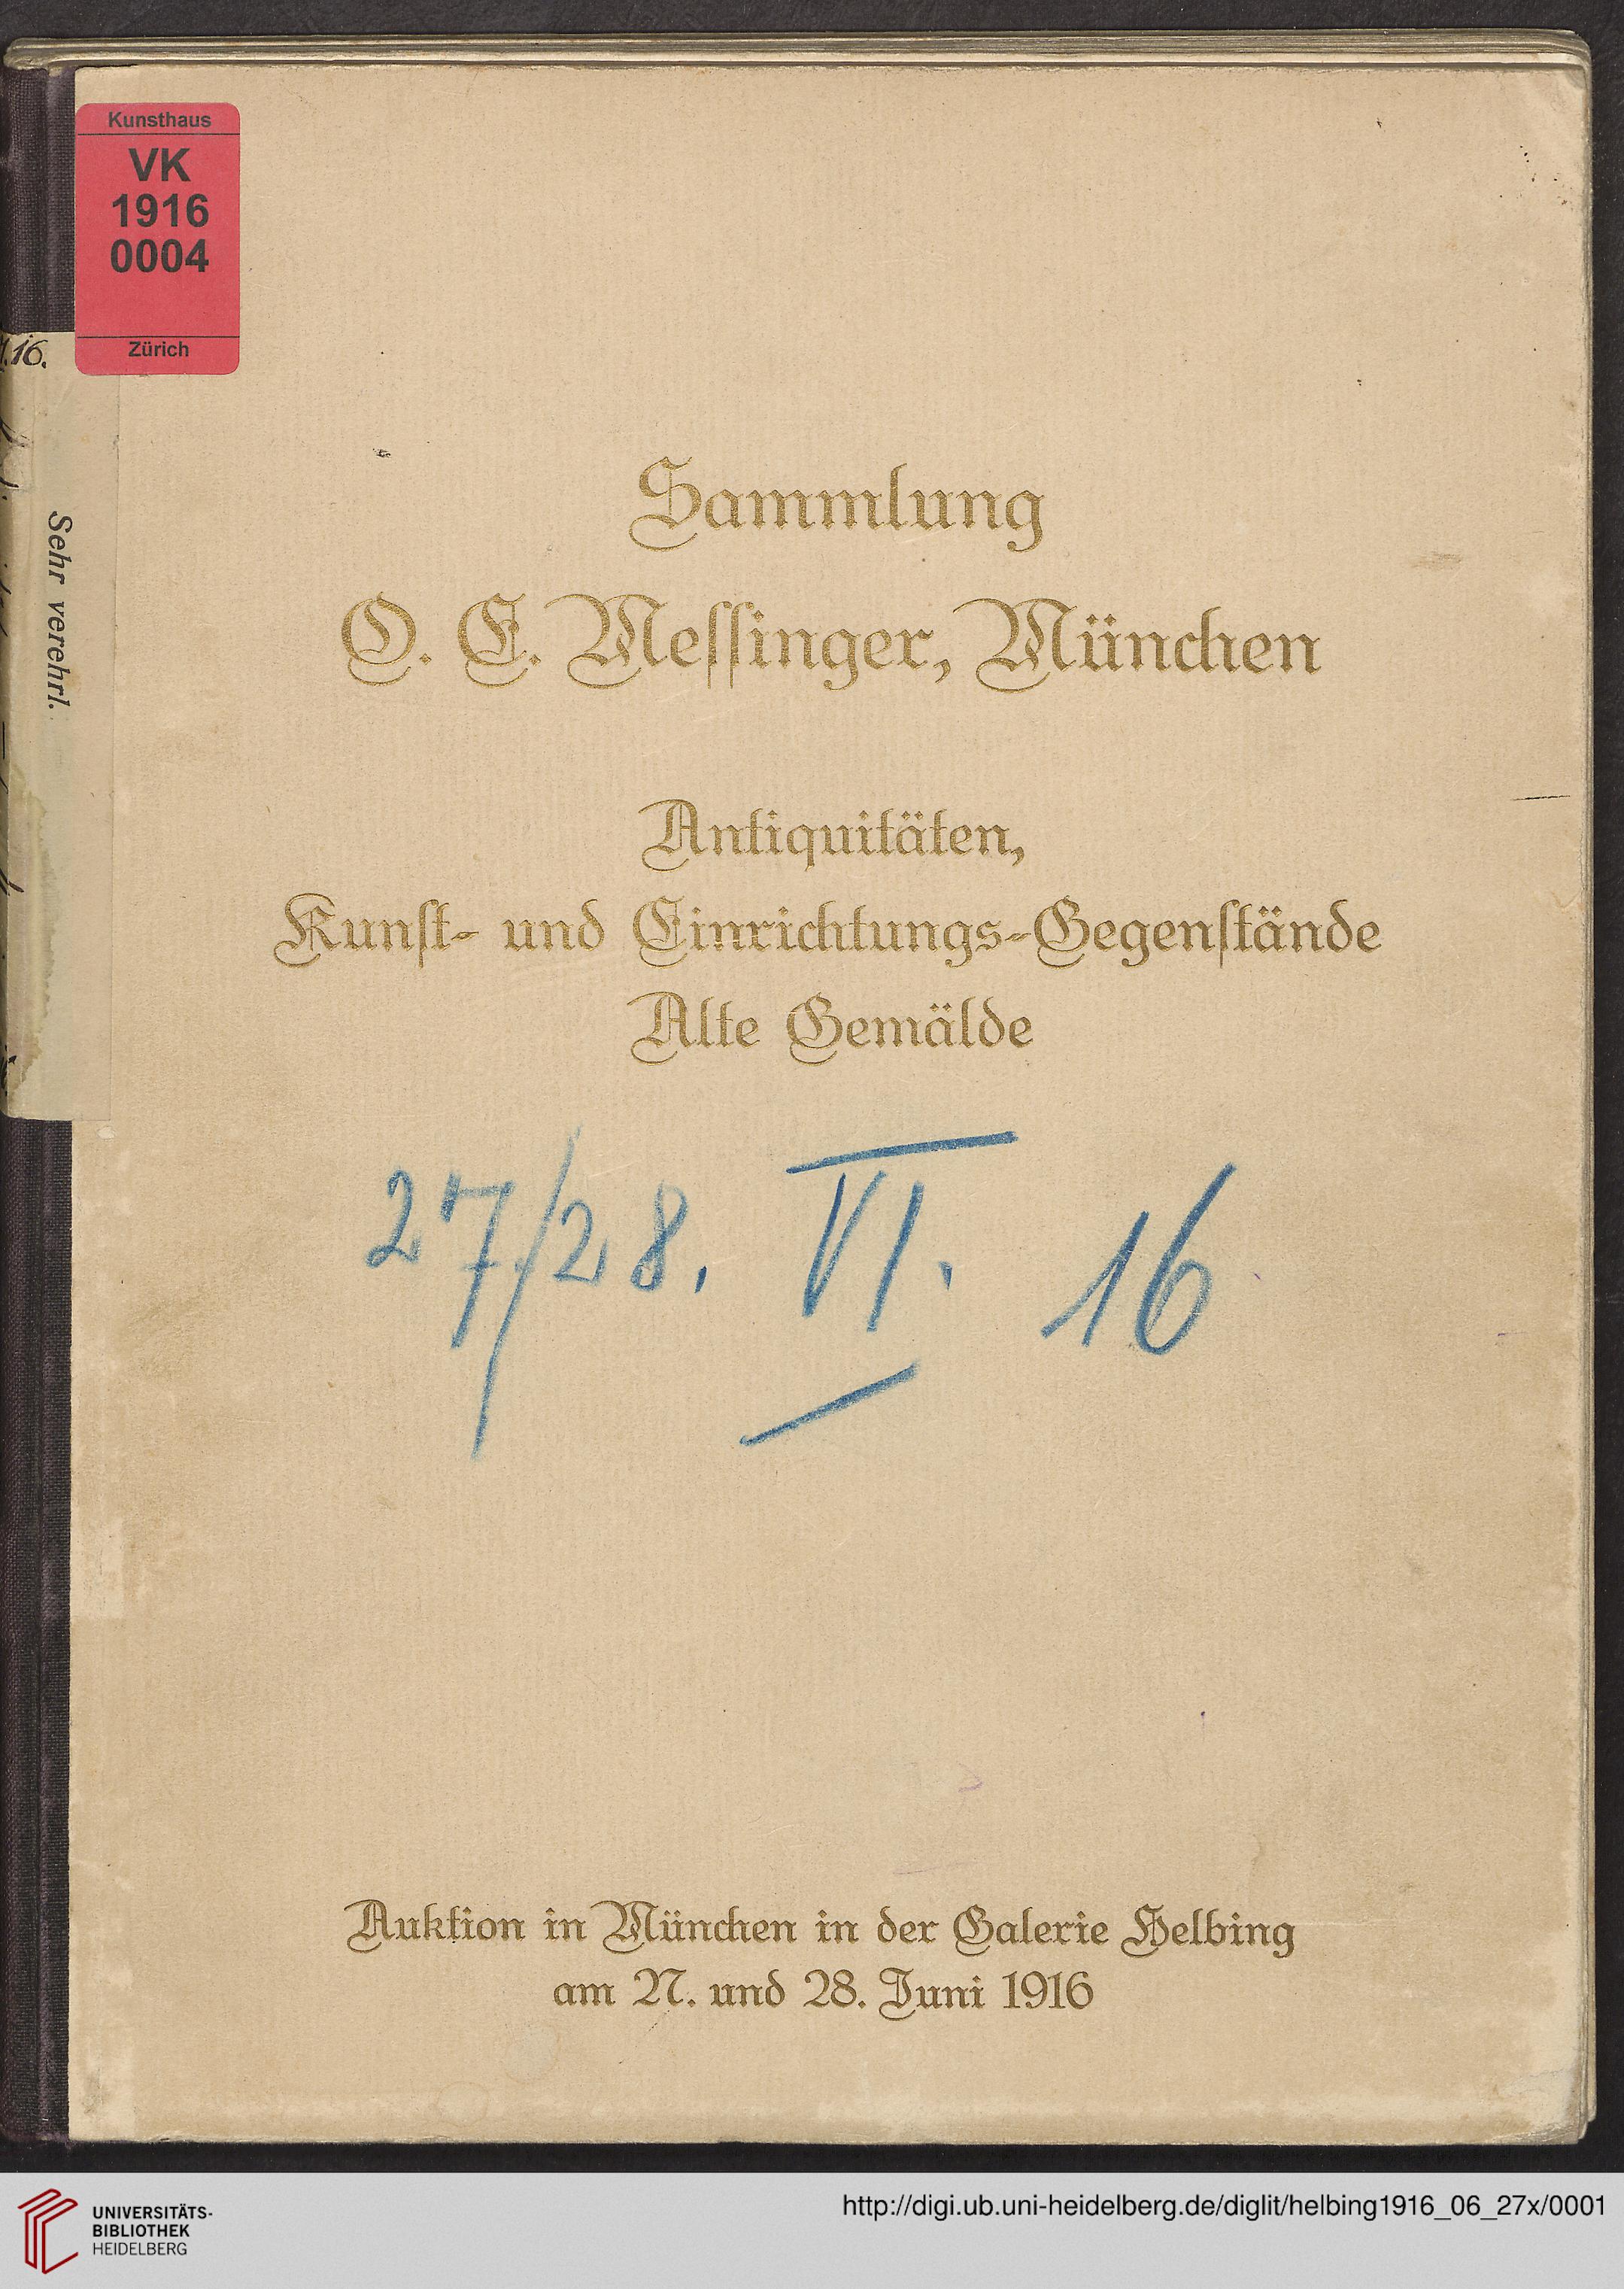 Kunsthaus
VK
1916
0004
Zürich
.16.
Sehr verehrl.
Sammlung
O. E. Meſſinger, München
Antiquitäten,
Kunſt- und Einrichtungs-Gegenſtände
Alte Gemälde
27/28. VI. 16
Auktion in München in der Galerie Helbing
am 27. und 28. Juni 1916
UNIVERSITÄTS-
BIBLIOTHEK
HEIDELBERG
http://digi.ub.uni-heidelberg.de/diglit/helbing1916_06_27x/0001